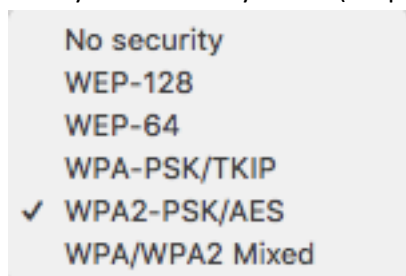 No security
WEP-128
WEP-64
WPA-PSK/TKIP
✓ WPA2-PSK/AES
WPA/WPA2 Mixed